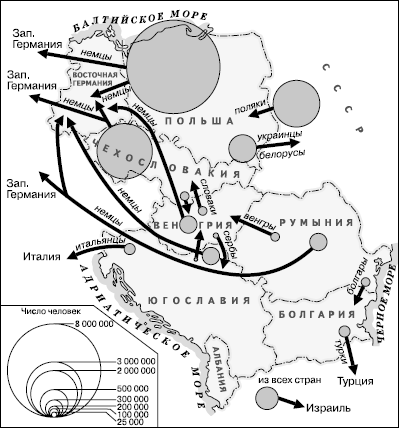 БАЛТИЙСКОЕ МОРЕ
Зап.
Германия
немцы
Зап.
Германия
немцы
ВОСТОЧНАЯ
ГЕРМАНИЯ
немцы
немцы
ПОЛЬША
поляки
СССР
украинцы
белорусы
ЧЕХОСЛОВАКИЯ
словаки
Зап.
Германия
немцы
немцы
ВЕНГРИЯ
сербы
венгры
РУМЫНИЯ
итальянцы
Италия
АДРИАТИЧЕСКОЕ МОРЕ
ЮГОСЛАВИЯ
болгары
БОЛГАРИЯ
ЧЕРНОЕ МОРЕ
турки
Турция
АЛБАНИЯ
из всех стран
Израиль
Число человек
8 000 000
3 000 000
2 000 000
500 000
300 000
200 000
100 000
25 000